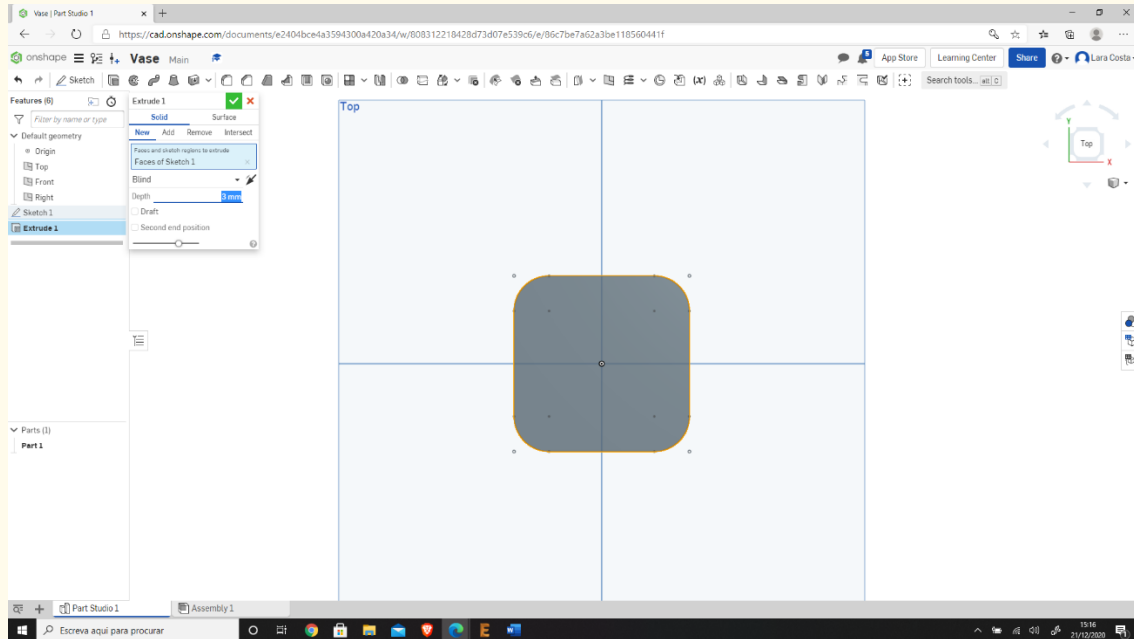 Vase | Part Studio 1
https://cad.onshape.com/documents/e2404bce4a3594300a420a34/w/808312218428d73d07e539c6/e/86c7be7a62a3be118560441f
onshape Vase Main App Store Learning Center Share Lara Costa
Sketch Search tools... alt C
Features (6)
Filter by name or type
Default geometry
Origin
Top
Front
Right
Sketch 1
Extrude 1
Extrude 1
Solid Surface
New Add Remove Intersect
Faces and sketch regions to extrude
Faces of Sketch 1
Blind
Depth 3 mm
Draft
Second end position
Top
Y
Top
X
Parts (1)
Part 1
Part Studio 1 Assembly 1
Escreva aqui para procurar
15:16
21/12/2020